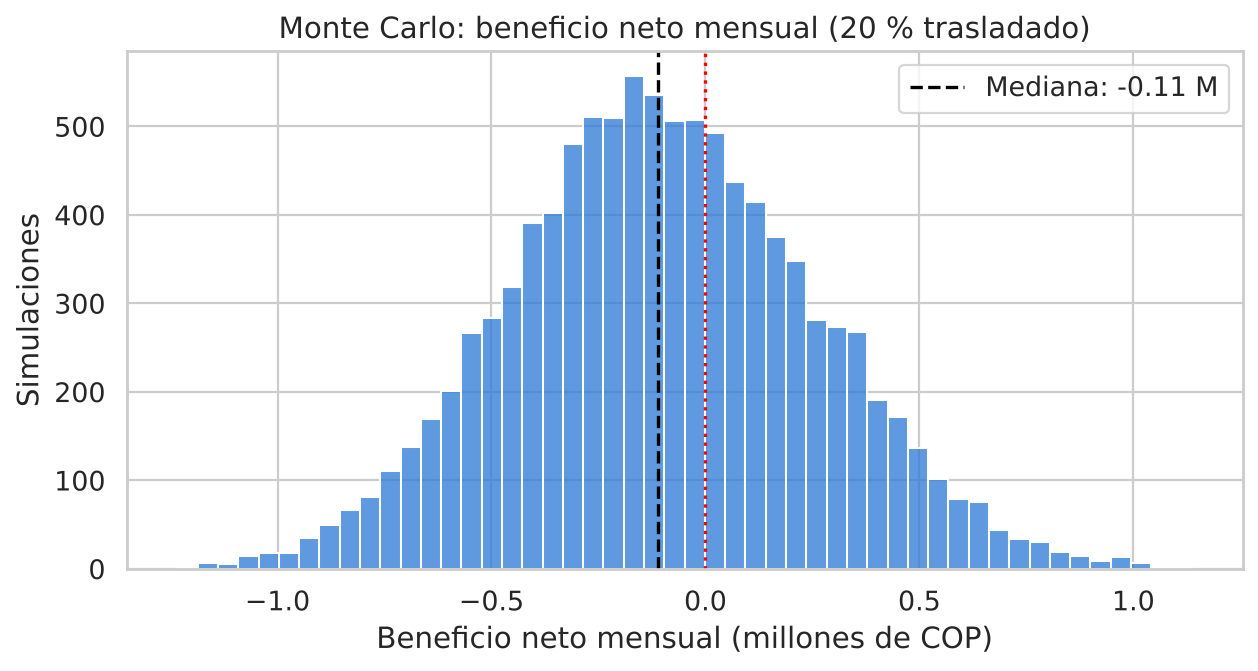 Monte Carlo: beneficio neto mensual (20 % trasladado)
Mediana: -0.11 M
Simulaciones
500
400
300
200
100
0
−1.0
−0.5
0.0
0.5
1.0
Beneficio neto mensual (millones de COP)